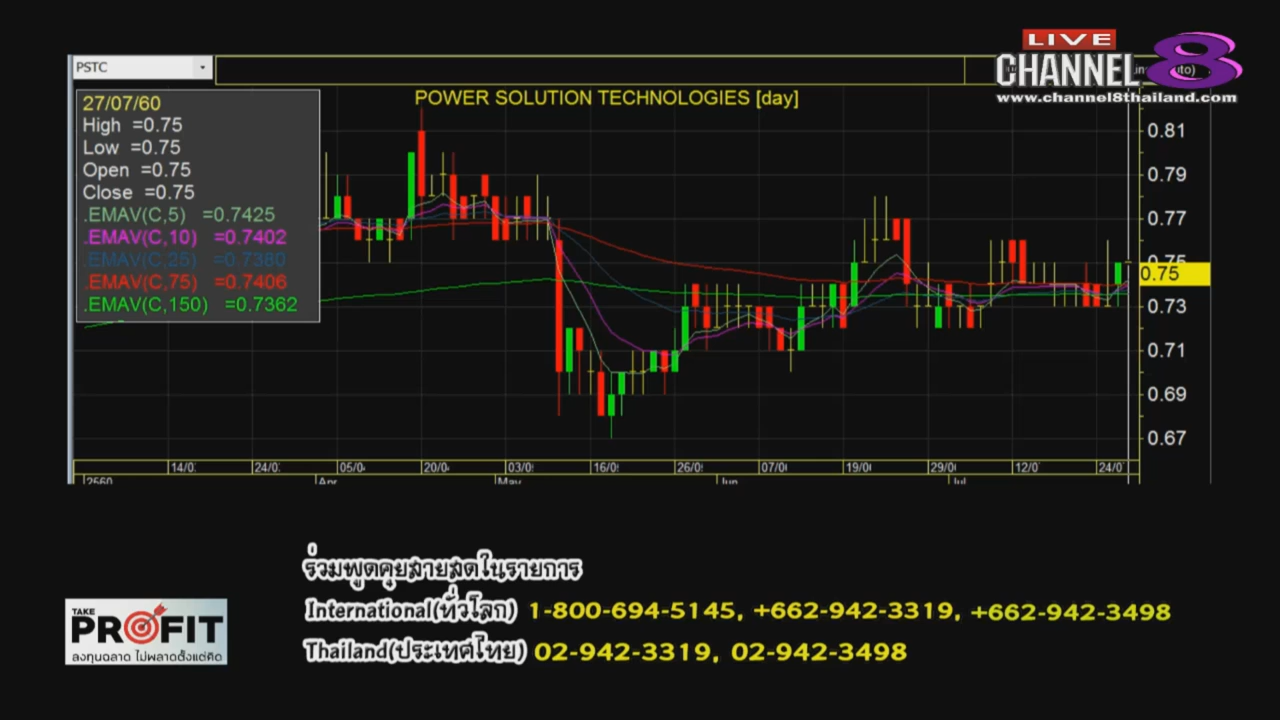 LIVE
CHANNEL 8
www.channel8thailand.com
PSTC
POWER SOLUTION TECHNOLOGIES [day]
27/07/60
High =0.75
Low =0.75
Open =0.75
Close =0.75
.EMAV(C,5) =0.7425
.EMAV(C,10) =0.7402
.EMAV(C,25) =0.7380
.EMAV(C,75) =0.7406
.EMAV(C,150) =0.7362
0.81
0.79
0.77
0.75
0.75
0.73
0.71
0.69
0.67
14/0 24/0 05/0 20/0 03/0 16/0 26/0 07/0 19/0 29/0 12/0 24/0
2560 Apr May Jun Jul
ร่วมพูดคุยสายสดในรายการ
International(ทั่วโลก) 1-800-694-5145, +662-942-3319, +662-942-3498
Thailand(ประเทศไทย) 02-942-3319, 02-942-3498
TAKE
PROFIT
ลงทุนฉลาด ไม่พลาดตั้งแต่คิด